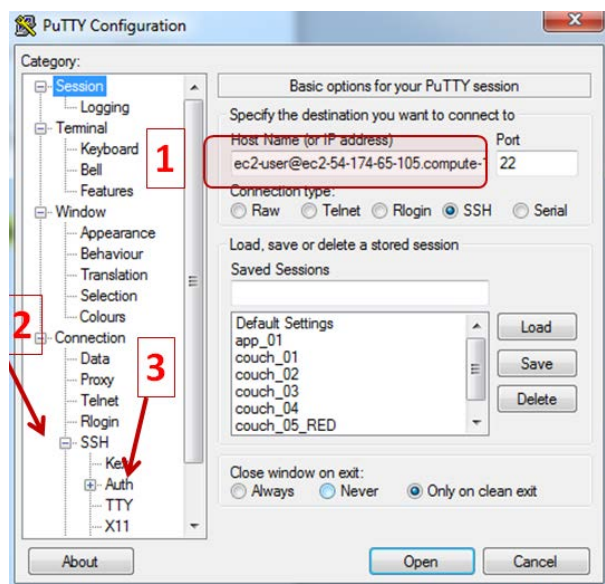 PuTTY Configuration
Category:
Session
Logging
Terminal
Keyboard
Bell
Features
Window
Appearance
Behaviour
Translation
Selection
Colours
Connection
Data
Proxy
Telnet
Rlogin
SSH
Kex
Auth
TTY
X11
1
2
3
Basic options for your PuTTY session
Specify the destination you want to connect to
Host Name (or IP address) Port
ec2-user@ec2-54-174-65-105.compute- 22
Connection type:
Raw Telnet Rlogin SSH Serial
Load, save or delete a stored session
Saved Sessions
Default Settings
app_01
couch_01
couch_02
couch_03
couch_04
couch_05_RED
Load
Save
Delete
Close window on exit:
Always Never Only on clean exit
About Open Cancel